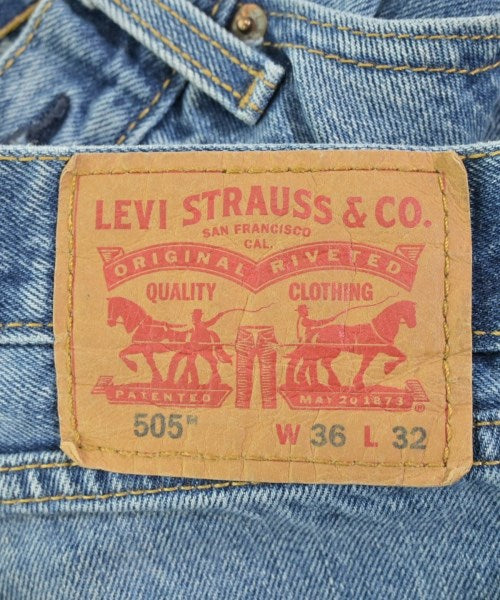 LEVI STRAUSS & CO.
SAN FRANCISCO
CAL.
ORIGINAL RIVETED
QUALITY CLOTHING
PATENTED MAY 20 1873 ®
505™ W 36 L 32